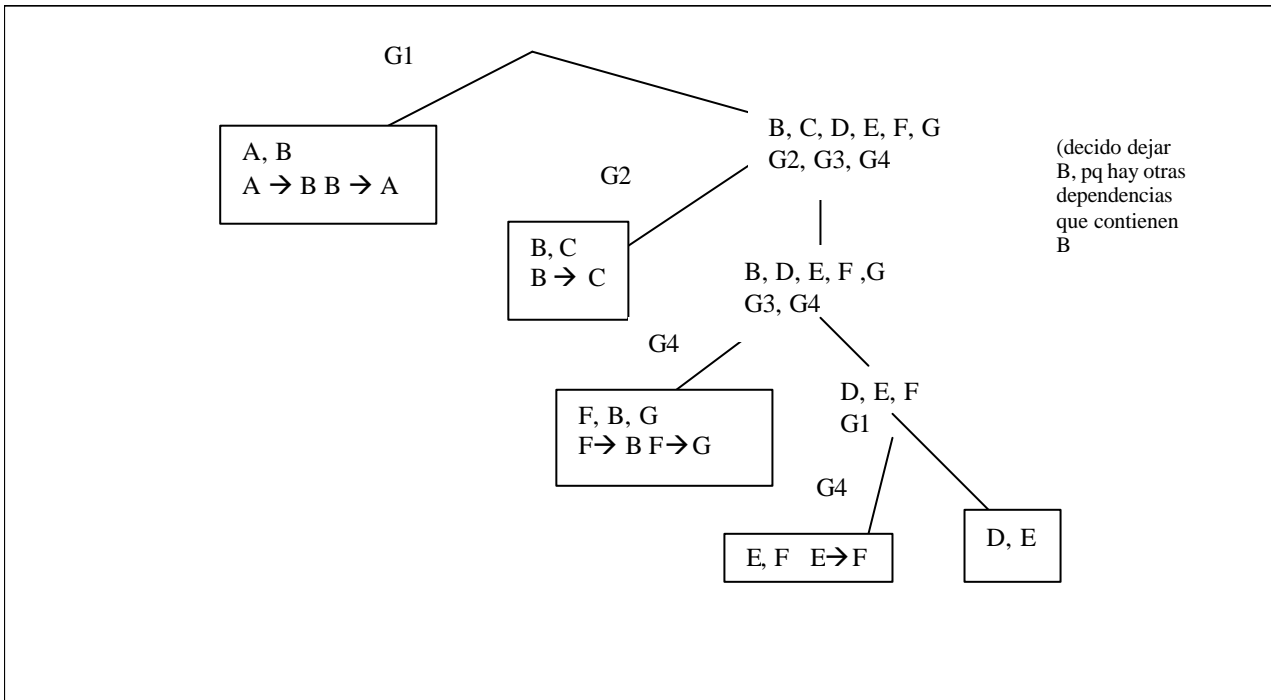 G1
A, B
A → B B → A
B, C, D, E, F, G
G2, G3, G4
(decido dejar
B, pq hay otras
dependencias
que contienen
B
G2
B, C
B → C
B, D, E, F ,G
G3, G4
G4
F, B, G
F→ B F→G
D, E, F
G1
G4
E, F E→F
D, E